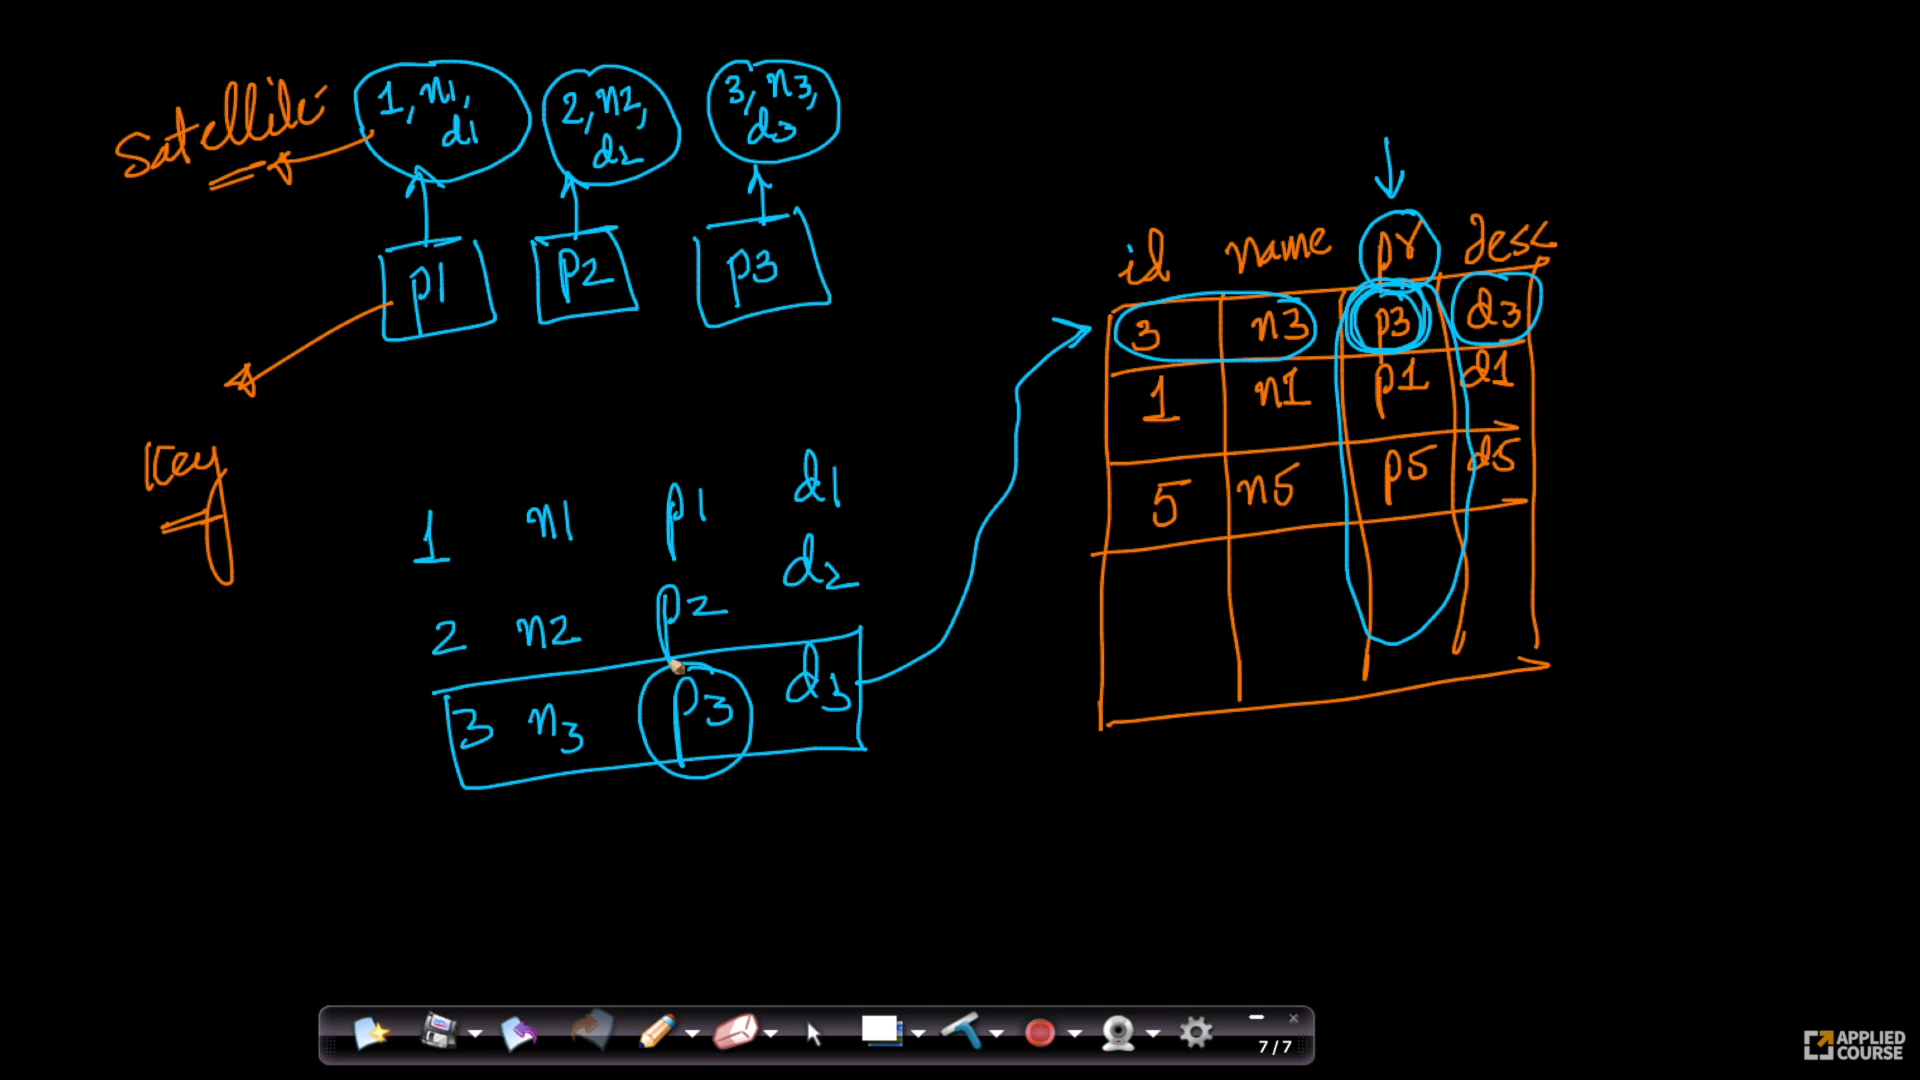 Satellite
1, n1, d1
2, n2, d2
3, n3, d3
p1
p2
p3
Key
1 n1 p1 d1
2 n2 p2 d2
3 n3 p3 d3
id name pr desc
3 n3 p3 d3
1 n1 p1 d1
5 n5 p5 d5
7/7
APPLIED
COURSE